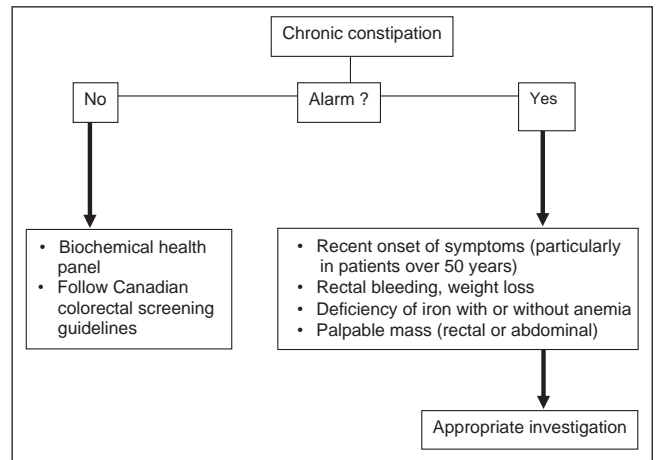 Chronic constipation
No
Alarm ?
Yes
• Biochemical health
panel
• Follow Canadian
colorectal screening
guidelines
• Recent onset of symptoms (particularly
in patients over 50 years)
• Rectal bleeding, weight loss
• Deficiency of iron with or without anemia
• Palpable mass (rectal or abdominal)
Appropriate investigation